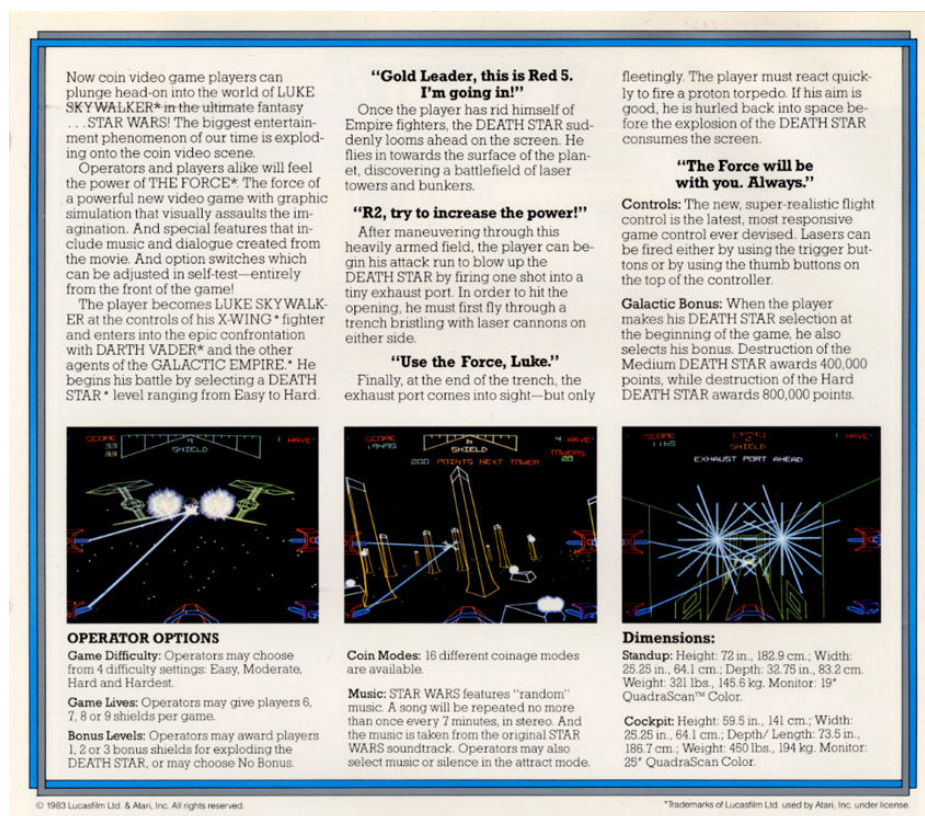 Now coin video game players can
plunge head-on into the world of LUKE
SKYWALKER* in the ultimate fantasy
. . . STAR WARS! The biggest entertain-
ment phenomenon of our time is explod-
ing onto the coin video scene.
Operators and players alike will feel
the power of THE FORCE*. The force of
a powerful new video game with graphic
simulation that visually assaults the im-
agination. And special features that in-
clude music and dialogue created from
the movie. And option switches which
can be adjusted in self-test—entirely
from the front of the game!
The player becomes LUKE SKYWALK-
ER at the controls of his X-WING* fighter
and enters into the epic confrontation
with DARTH VADER* and the other
agents of the GALACTIC EMPIRE.* He
begins his battle by selecting a DEATH
STAR* level ranging from Easy to Hard.
"Gold Leader, this is Red 5.
I'm going in!"
Once the player has rid himself of
Empire fighters, the DEATH STAR sud-
denly looms ahead on the screen. He
flies in towards the surface of the plan-
et, discovering a battlefield of laser
towers and bunkers.
"R2, try to increase the power!"
After maneuvering through this
heavily armed field, the player can be-
gin his attack run to blow up the
DEATH STAR by firing one shot into a
tiny exhaust port. In order to hit the
opening, he must first fly through a
trench bristling with laser cannons on
either side.
"Use the Force, Luke."
Finally, at the end of the trench, the
exhaust port comes into sight—but only
fleetingly. The player must react quick-
ly to fire a proton torpedo. If his aim is
good, he is hurled back into space be-
fore the explosion of the DEATH STAR
consumes the screen.
"The Force will be
with you. Always."
Controls: The new, super-realistic flight
control is the latest, most responsive
game control ever devised. Lasers can
be fired either by using the trigger but-
tons or by using the thumb buttons on
the top of the controller.
Galactic Bonus: When the player
makes his DEATH STAR selection at
the beginning of the game, he also
selects his bonus. Destruction of the
Medium DEATH STAR awards 400,000
points, while destruction of the Hard
DEATH STAR awards 800,000 points.
SCORE
33
33
SHIELD
1 WAVE
SCORE
SHIELD
4 WAVE
TOWERS
20
200 POINTS NEXT TOWER
SCORE
1165
SHIELD
1 WAVE
EXHAUST PORT AHEAD
OPERATOR OPTIONS
Game Difficulty: Operators may choose
from 4 difficulty settings: Easy, Moderate,
Hard and Hardest.
Game Lives: Operators may give players 6,
7, 8 or 9 shields per game.
Bonus Levels: Operators may award players
1, 2 or 3 bonus shields for exploding the
DEATH STAR, or may choose No Bonus.
Coin Modes: 16 different coinage modes
are available.
Music: STAR WARS features "random"
music. A song will be repeated no more
than once every 7 minutes, in stereo. And
the music is taken from the original STAR
WARS soundtrack. Operators may also
select music or silence in the attract mode.
Dimensions:
Standup: Height: 72 in., 182.9 cm.; Width:
25.25 in., 64.1 cm.; Depth: 32.75 in., 83.2 cm.
Weight: 321 lbs., 145.6 kg. Monitor: 19"
QuadraScan™ Color.
Cockpit: Height: 59.5 in., 141 cm.; Width:
25.25 in., 64.1 cm.; Depth/ Length: 73.5 in.,
186.7 cm.; Weight: 450 lbs., 194 kg. Monitor:
25" QuadraScan Color.
© 1983 Lucasfilm Ltd. & Atari, Inc. All rights reserved.
*Trademarks of Lucasfilm Ltd. used by Atari, Inc. under license.